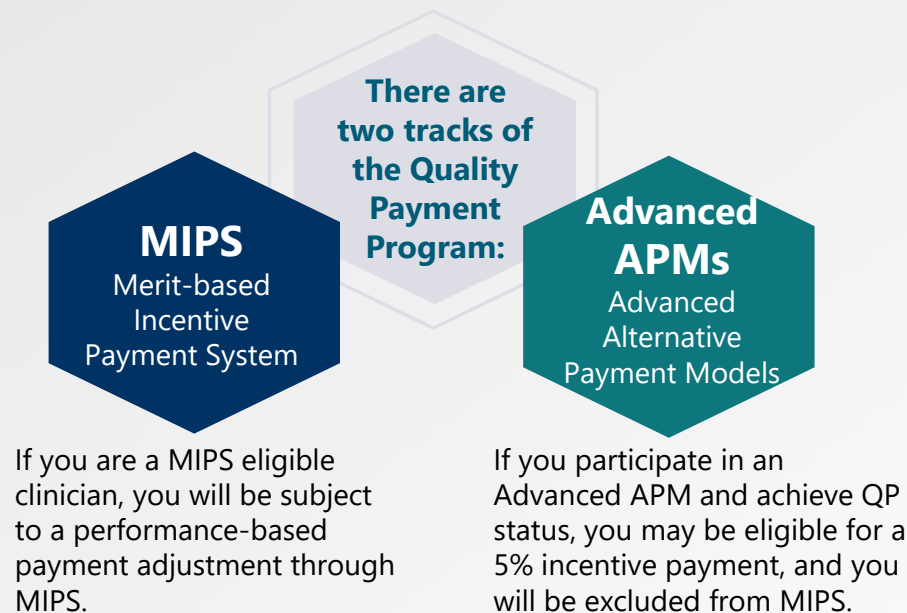 There are
two tracks of
the Quality
Payment
Program:
MIPS
Merit-based
Incentive
Payment System
Advanced
APMs
Advanced
Alternative
Payment Models
If you are a MIPS eligible
clinician, you will be subject
to a performance-based
payment adjustment through
MIPS.
If you participate in an
Advanced APM and achieve QP
status, you may be eligible for a
5% incentive payment, and you
will be excluded from MIPS.